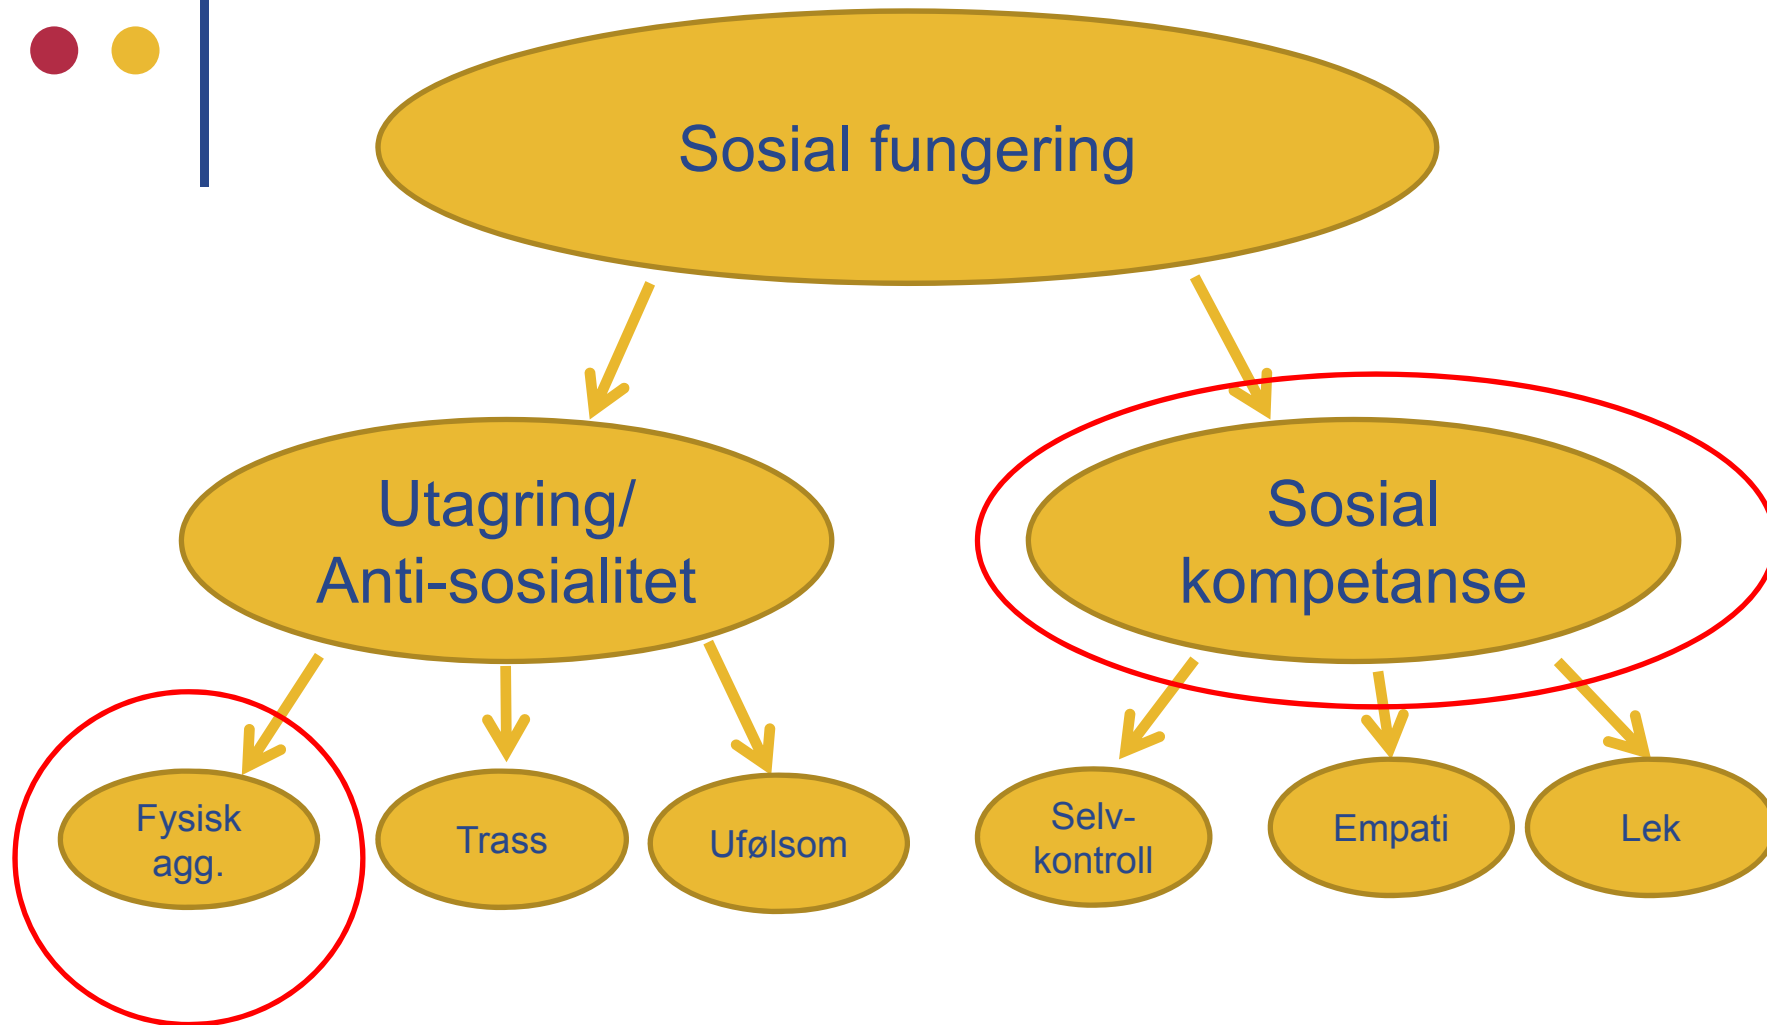 Sosial fungering
Utagring/
Anti-sosialitet
Sosial
kompetanse
Fysisk
agg.
Trass
Ufølsom
Selv-
kontroll
Empati
Lek